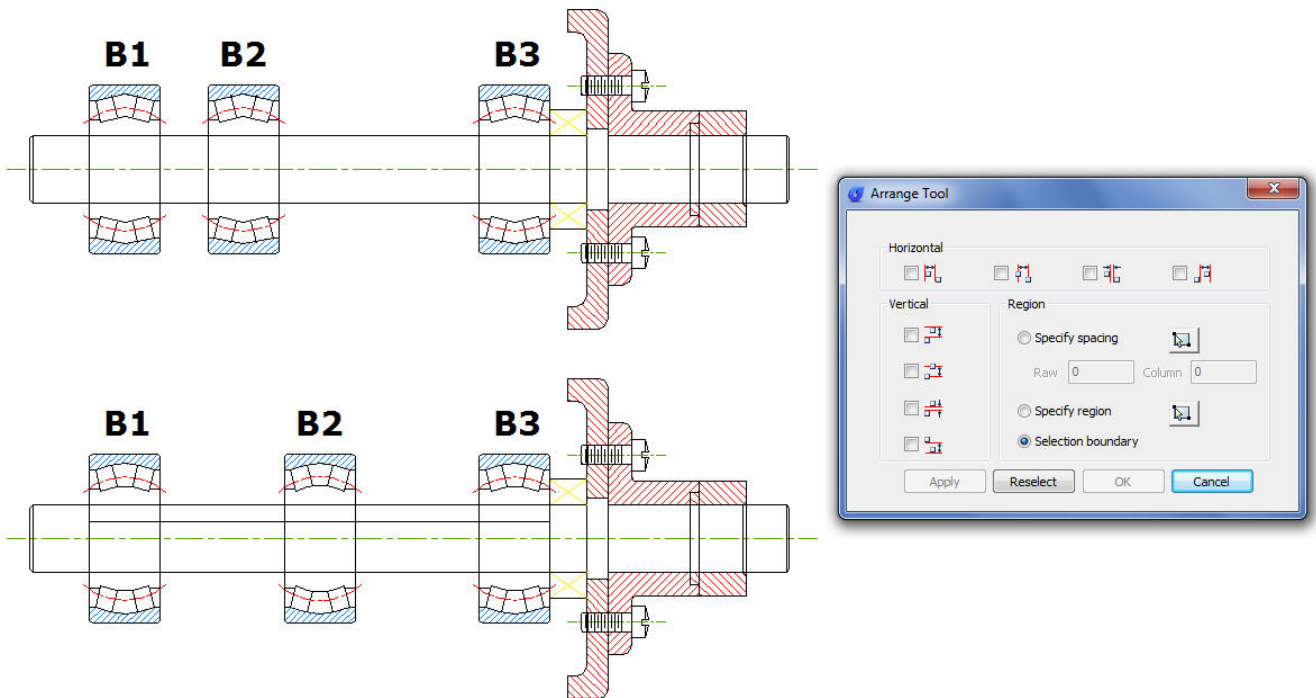 B1 B2 B3
Arrange Tool
Horizontal
Vertical
Region
Specify spacing
Raw 0 Column 0
Specify region
Selection boundary
Apply Reselect OK Cancel
B1 B2 B3